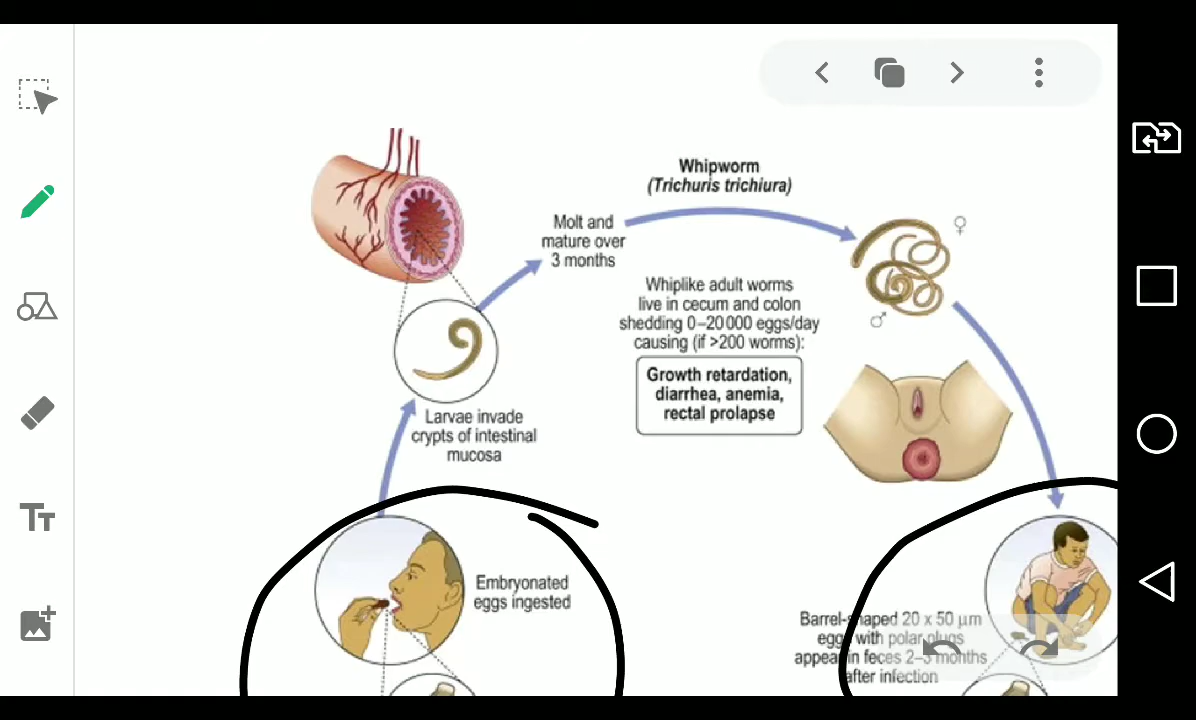 Whipworm
(Trichuris trichiura)
Molt and
mature over
3 months
♀
Whiplike adult worms
live in cecum and colon
shedding 0–20 000 eggs/day
causing (if >200 worms):
♂
Growth retardation,
diarrhea, anemia,
rectal prolapse
Larvae invade
crypts of intestinal
mucosa
Embryonated
eggs ingested
Barrel-shaped 20 x 50 µm
eggs with polar plugs
appear in feces 2–3 months
after infection
TT